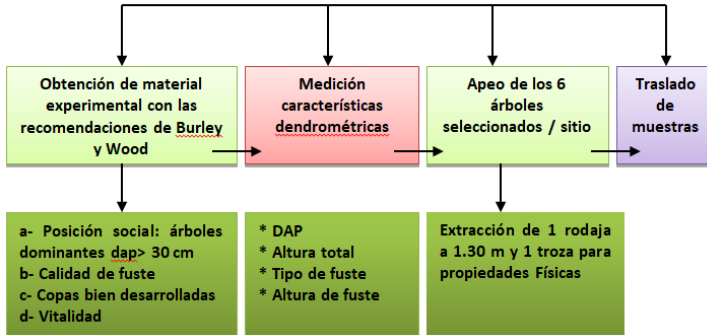 Obtención de material
experimental con las
recomendaciones de Burley
y Wood
Medición
características
dendrométricas
Apeo de los 6
árboles
seleccionados / sitio
Traslado
de
muestras
a- Posición social: árboles
dominantes dap> 30 cm
b- Calidad de fuste
c- Copas bien desarrolladas
d- Vitalidad
* DAP
* Altura total
* Tipo de fuste
* Altura de fuste
Extracción de 1 rodaja
a 1.30 m y 1 troza para
propiedades Físicas